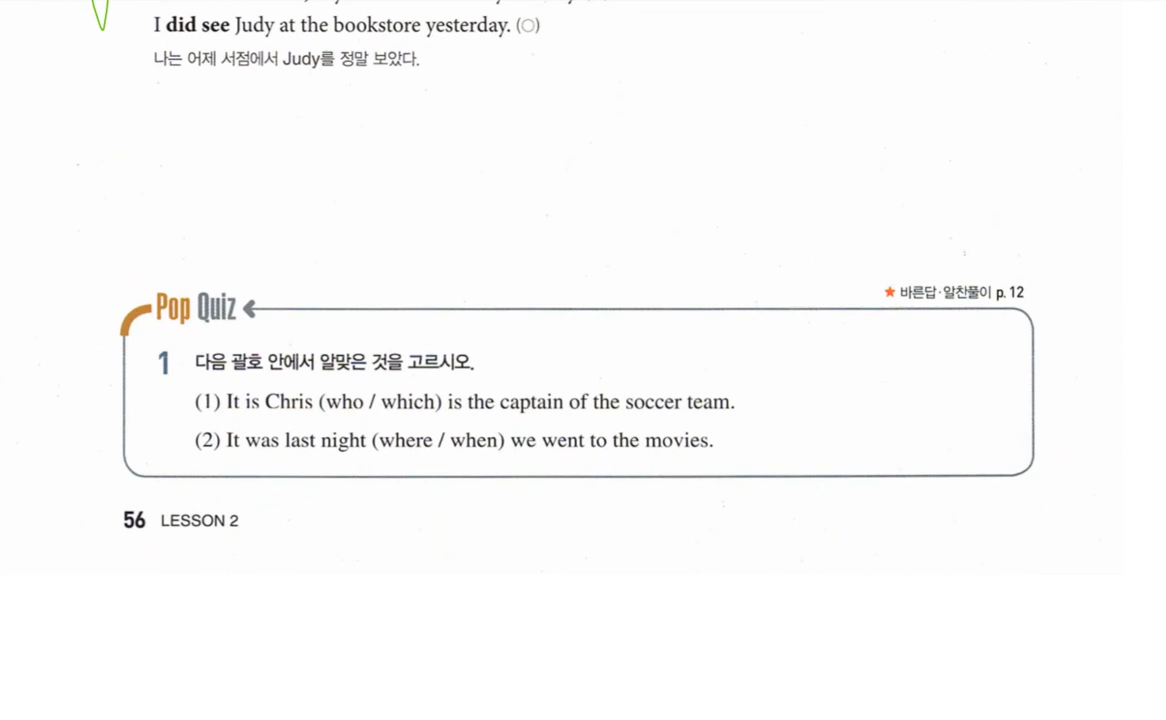 I did see Judy at the bookstore yesterday. (○)
나는 어제 서점에서 Judy를 정말 보았다.
★ 바른답·알찬풀이 p. 12
Pop Quiz
1 다음 괄호 안에서 알맞은 것을 고르시오.
(1) It is Chris (who / which) is the captain of the soccer team.
(2) It was last night (where / when) we went to the movies.
56 LESSON 2